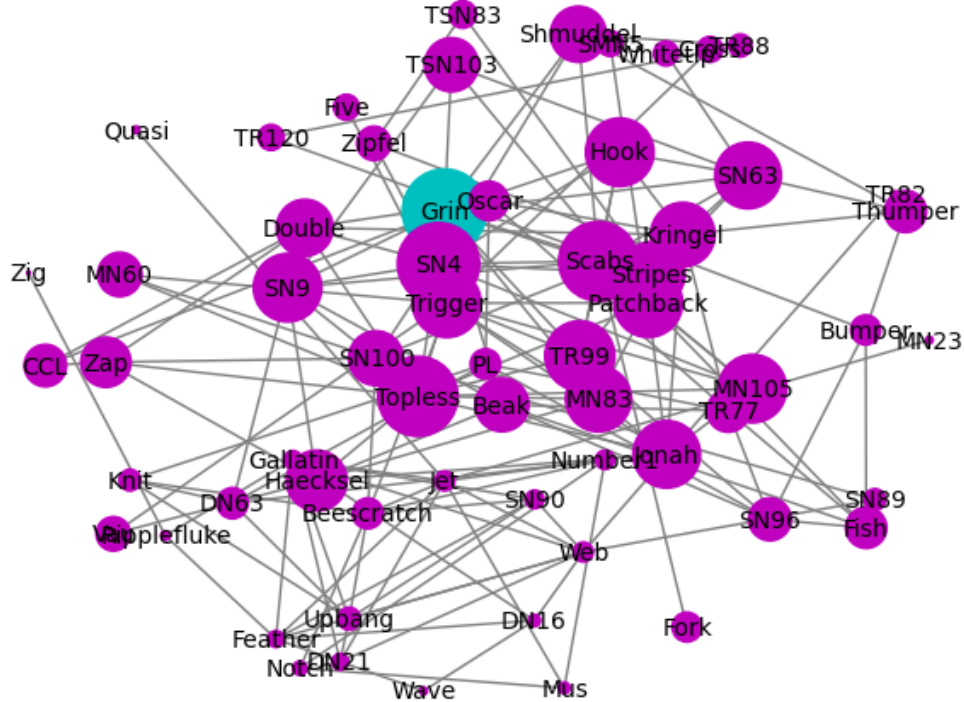 TSN83
Shmuddel
SMN5
Whitetip
Cross
TR88
TSN103
Five
Quasi
TR120
Zipfel
Hook
SN63
TR82
Thumper
Oscar
Grin
Double
Kringel
SN4
Scabs
Zig
MN60
SN9
Stripes
Trigger
Patchback
Bumper
MN23
SN100
TR99
CCL
Zap
PL
Topless
Beak
MN83
MN105
TR77
Gallatin
Number1
Jonah
Knit
Haecksel
Jet
DN63
Beescratch
SN90
SN89
SN96
Fish
Ripplefluke
Web
Upbang
DN16
Fork
Feather
Notch
DN21
Wave
Mus